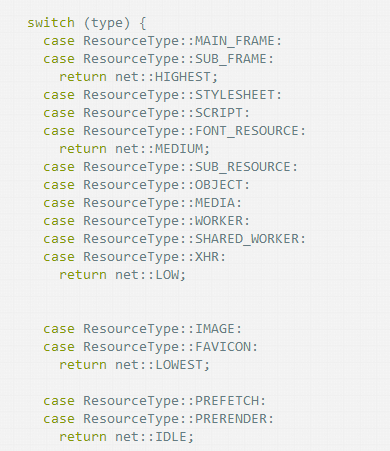 switch (type) {
case ResourceType::MAIN_FRAME:
case ResourceType::SUB_FRAME:
return net::HIGHEST;
case ResourceType::STYLESHEET:
case ResourceType::SCRIPT:
case ResourceType::FONT_RESOURCE:
return net::MEDIUM;
case ResourceType::SUB_RESOURCE:
case ResourceType::OBJECT:
case ResourceType::MEDIA:
case ResourceType::WORKER:
case ResourceType::SHARED_WORKER:
case ResourceType::XHR:
return net::LOW;
case ResourceType::IMAGE:
case ResourceType::FAVICON:
return net::LOWEST;
case ResourceType::PREFETCH:
case ResourceType::PRERENDER:
return net::IDLE;